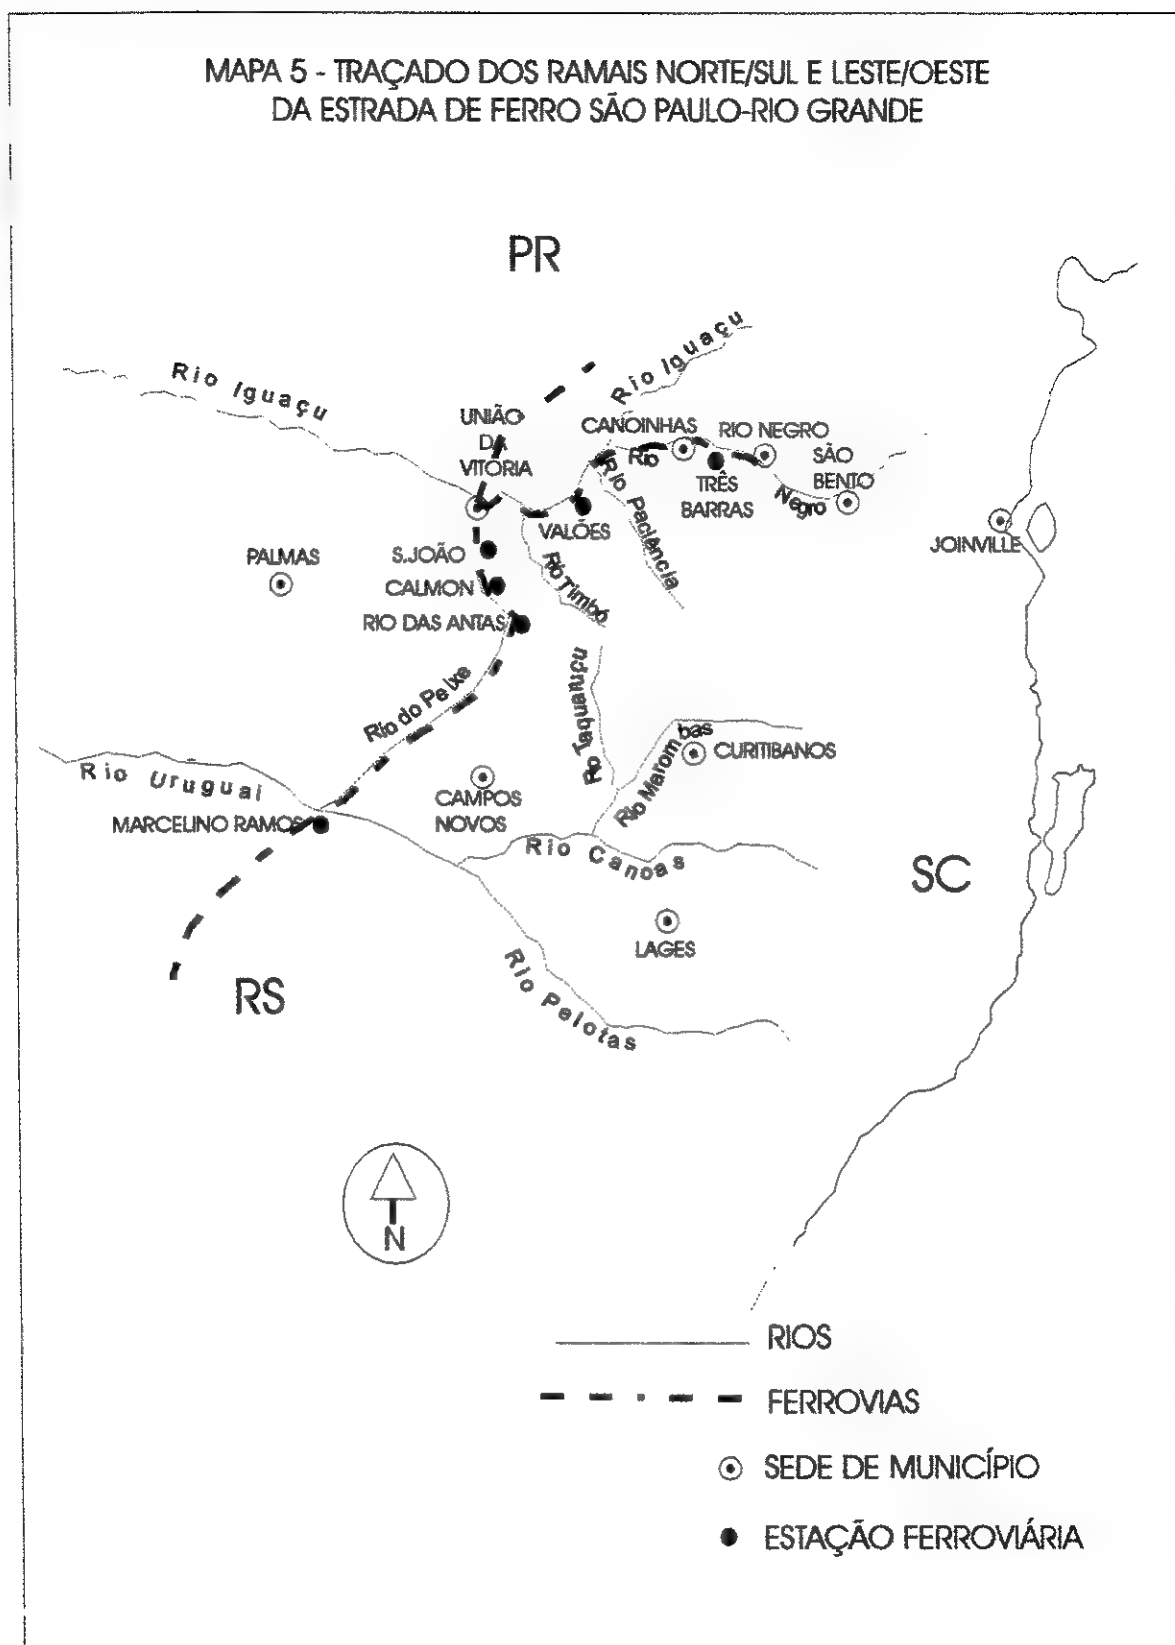 MAPA 5 - TRAÇADO DOS RAMAIS NORTE/SUL E LESTE/OESTE
DA ESTRADA DE FERRO SÃO PAULO-RIO GRANDE
PR
Rio Iguaçu
Rio Iguaçu
UNIÃO
DA
VITÓRIA
CANOINHAS
RIO NEGRO
SÃO
BENTO
Rio
Negro
TRÊS
BARRAS
VALÕES
Rio Paciência
JOINVILLE
PALMAS
S.JOÃO
CALMON
RIO DAS ANTAS
Rio Timbó
Rio do Peixe
Rio Taquaruçu
Rio Marombas
CURITIBANOS
Rio Uruguai
MARCELINO RAMOS
CAMPOS
NOVOS
Rio Canoas
SC
LAGES
RS
Rio Pelotas
N
RIOS
FERROVIAS
SEDE DE MUNICÍPIO
ESTAÇÃO FERROVIÁRIA